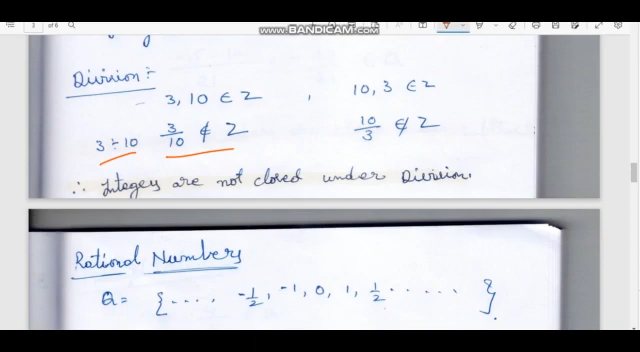 www.BANDICAM.com
Division :-
3, 10 ∈ Z , 10, 3 ∈ Z
3 ÷ 10 3/10 ∉ Z 10/3 ∉ Z
∴ Integers are not closed under Division.
Rational Numbers
Q = { ...., -1/2, -1, 0, 1, 1/2 ..... }